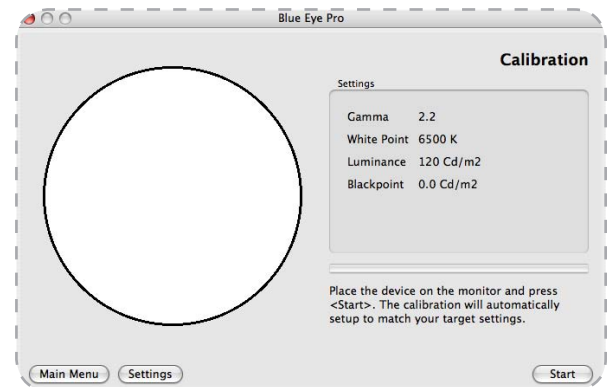 Blue Eye Pro
Calibration
Settings
Gamma 2.2
White Point 6500 K
Luminance 120 Cd/m2
Blackpoint 0.0 Cd/m2
Place the device on the monitor and press
<Start>. The calibration will automatically
setup to match your target settings.
Main Menu Settings Start